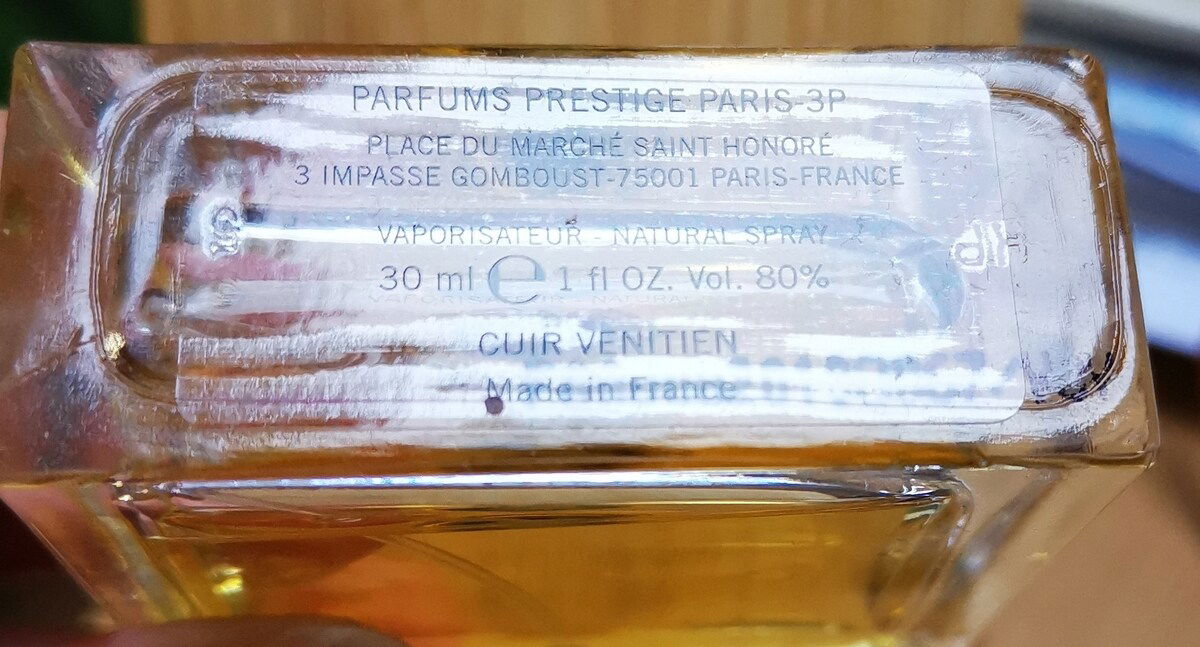 PARFUMS PRESTIGE PARIS-3P
PLACE DU MARCHÉ SAINT HONORÉ
3 IMPASSE GOMBOUST-75001 PARIS-FRANCE
VAPORISATEUR - NATURAL SPRAY
30 ml ℮ 1 fl OZ. Vol. 80%
CUIR VENITIEN
Made in France